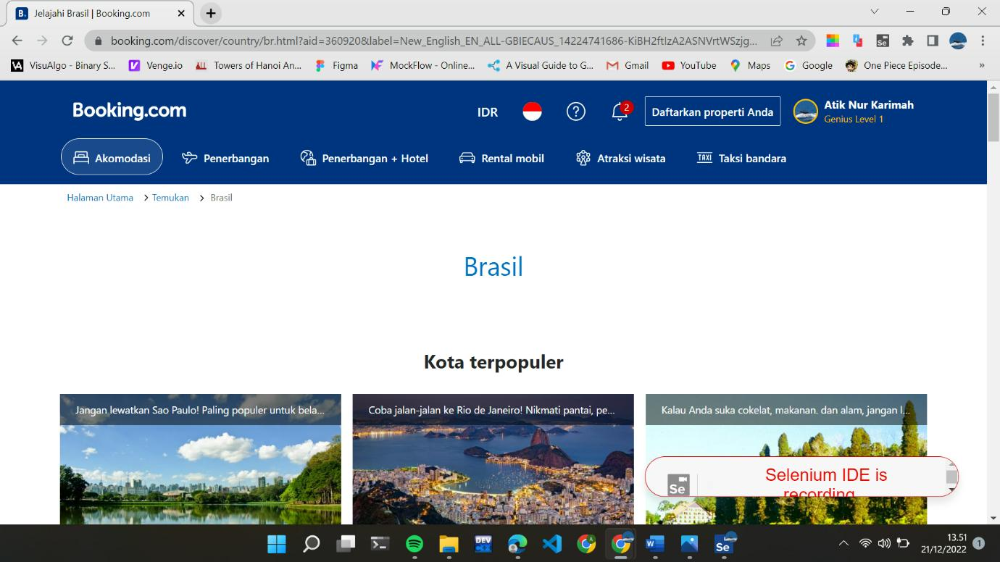 Jelajahi Brasil | Booking.com
booking.com/discover/country/br.html?aid=360920&label=New_English_EN_ALL-GBIECAUS_14224741686-KiBH2ftIzA2ASNVrtWSzjg...
VisuAlgo - Binary S... Venge.io Towers of Hanoi An... Figma MockFlow - Online... A Visual Guide to G... Gmail YouTube Maps Google One Piece Episode... »
Booking.com IDR 2 Daftarkan properti Anda Atik Nur Karimah
Genius Level 1
Akomodasi Penerbangan Penerbangan + Hotel Rental mobil Atraksi wisata TAXI Taksi bandara
Halaman Utama > Temukan > Brasil
Brasil
Kota terpopuler
Jangan lewatkan Sao Paulo! Paling populer untuk bela... Coba jalan-jalan ke Rio de Janeiro! Nikmati pantai, pe... Kalau Anda suka cokelat, makanan. dan alam, jangan l...
Se Selenium IDE is
recording
DEV C++ A W Se 13.51
21/12/2022 1